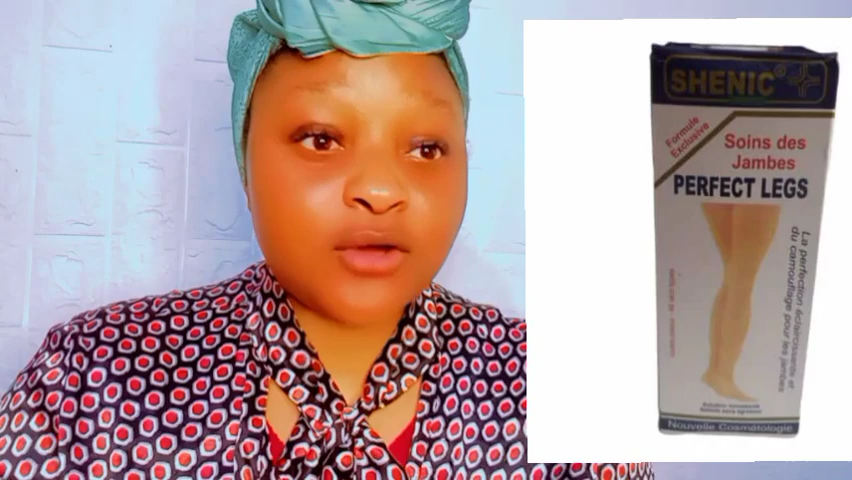 SHENIC®
Formule
Exclusive
Soins des
Jambes
PERFECT LEGS
La perfection éclaircissante et
du camouflage pour les jambes
Nouvelle Cosmétologie